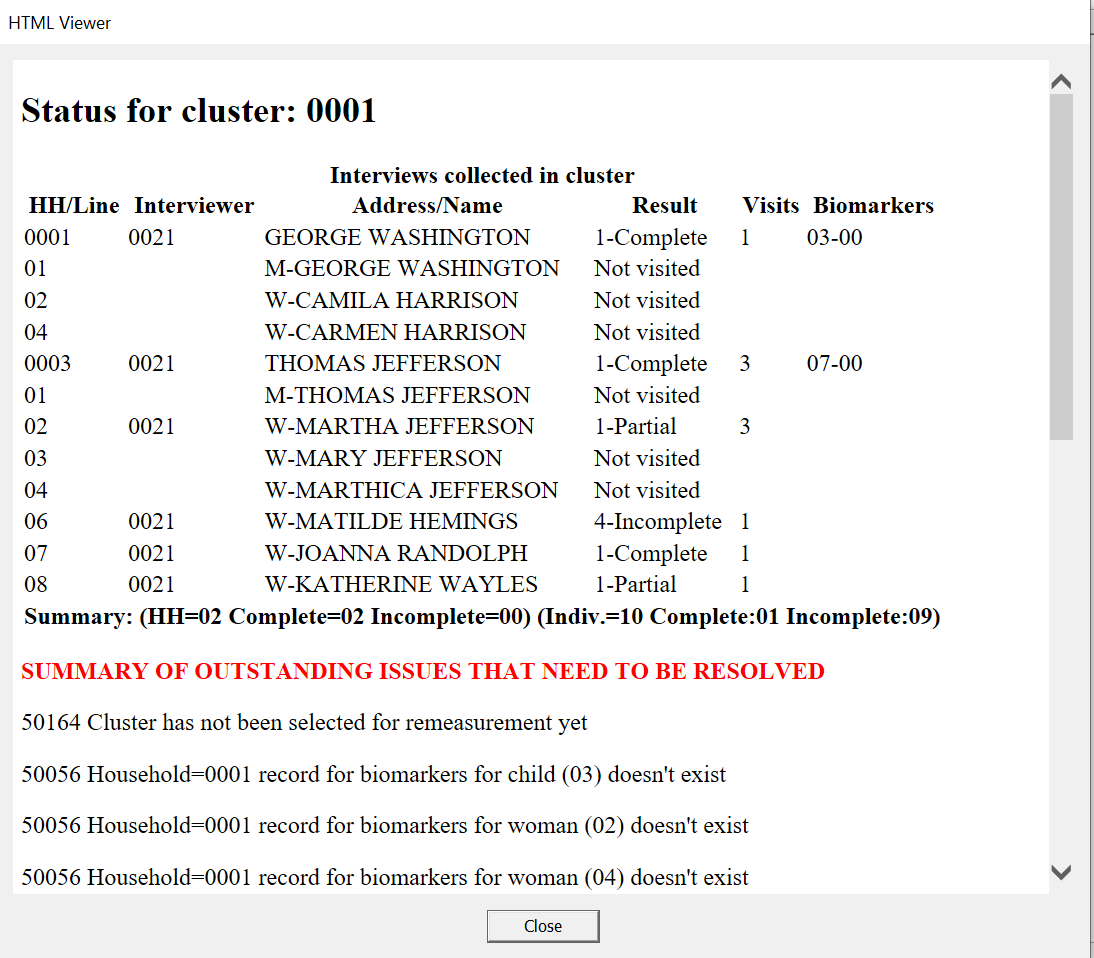 HTML Viewer
Status for cluster: 0001
Interviews collected in cluster
HH/Line Interviewer Address/Name Result Visits Biomarkers
0001 0021 GEORGE WASHINGTON 1-Complete 1 03-00
01 M-GEORGE WASHINGTON Not visited
02 W-CAMILA HARRISON Not visited
04 W-CARMEN HARRISON Not visited
0003 0021 THOMAS JEFFERSON 1-Complete 3 07-00
01 M-THOMAS JEFFERSON Not visited
02 0021 W-MARTHA JEFFERSON 1-Partial 3
03 W-MARY JEFFERSON Not visited
04 W-MARTHICA JEFFERSON Not visited
06 0021 W-MATILDE HEMINGS 4-Incomplete 1
07 0021 W-JOANNA RANDOLPH 1-Complete 1
08 0021 W-KATHERINE WAYLES 1-Partial 1
Summary: (HH=02 Complete=02 Incomplete=00) (Indiv.=10 Complete:01 Incomplete:09)
SUMMARY OF OUTSTANDING ISSUES THAT NEED TO BE RESOLVED
50164 Cluster has not been selected for remeasurement yet
50056 Household=0001 record for biomarkers for child (03) doesn't exist
50056 Household=0001 record for biomarkers for woman (02) doesn't exist
50056 Household=0001 record for biomarkers for woman (04) doesn't exist
Close